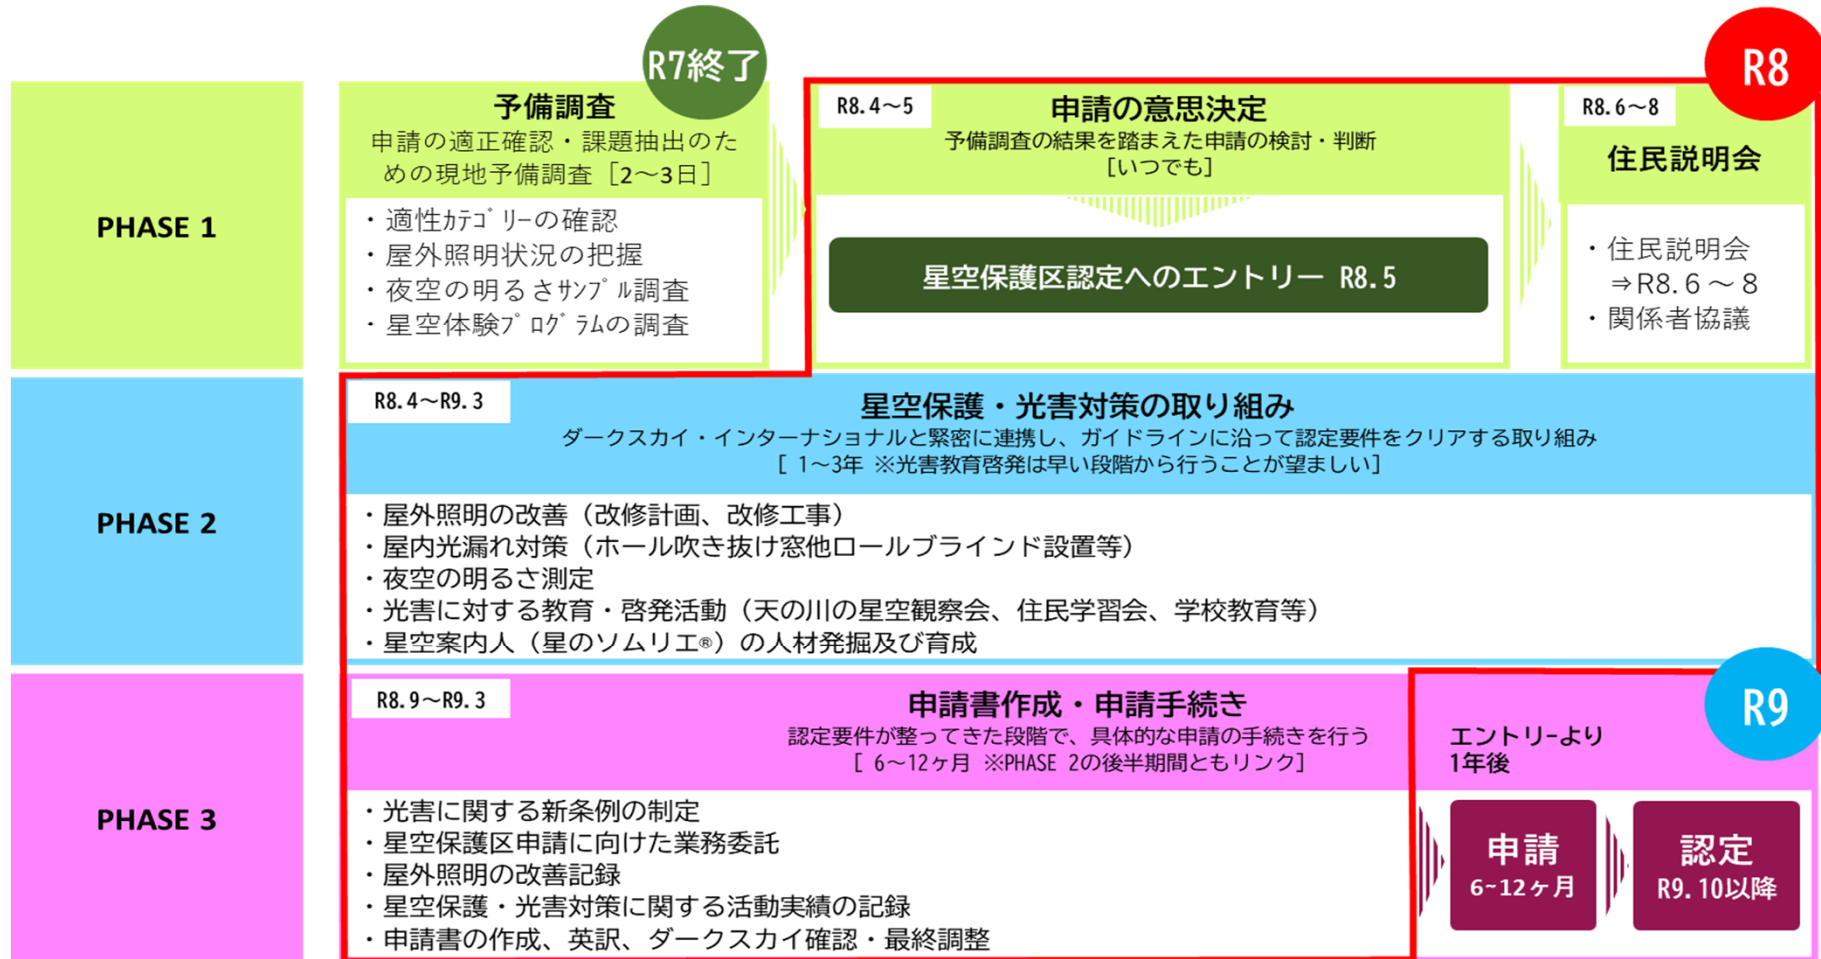 R7終了
R8
PHASE 1
予備調査
申請の適正確認・課題抽出のた
めの現地予備調査［2～3日］
・適性ｶﾃｺﾞﾘｰの確認
・屋外照明状況の把握
・夜空の明るさｻﾝﾌﾟﾙ調査
・星空体験ﾌﾟﾛｸﾞﾗﾑの調査
R8.4～5
申請の意思決定
予備調査の結果を踏まえた申請の検討・判断
［いつでも］
星空保護区認定へのエントリー R8.5
R8.6～8
住民説明会
・住民説明会
⇒R8.6～8
・関係者協議
PHASE 2
R8.4～R9.3
星空保護・光害対策の取り組み
ダークスカイ・インターナショナルと緊密に連携し、ガイドラインに沿って認定要件をクリアする取り組み
［ 1～3年 ※光害教育啓発は早い段階から行うことが望ましい］
・屋外照明の改善（改修計画、改修工事）
・屋内光漏れ対策（ホール吹き抜け窓他ロールブラインド設置等）
・夜空の明るさ測定
・光害に対する教育・啓発活動（天の川の星空観察会、住民学習会、学校教育等）
・星空案内人（星のソムリエ®）の人材発掘及び育成
R9
PHASE 3
R8.9～R9.3
申請書作成・申請手続き
認定要件が整ってきた段階で、具体的な申請の手続きを行う
［ 6～12ヶ月 ※PHASE 2の後半期間ともリンク］
・光害に関する新条例の制定
・星空保護区申請に向けた業務委託
・屋外照明の改善記録
・星空保護・光害対策に関する活動実績の記録
・申請書の作成、英訳、ダークスカイ確認・最終調整
エントリーより
1年後
申請
6~12ヶ月
認定
R9.10以降